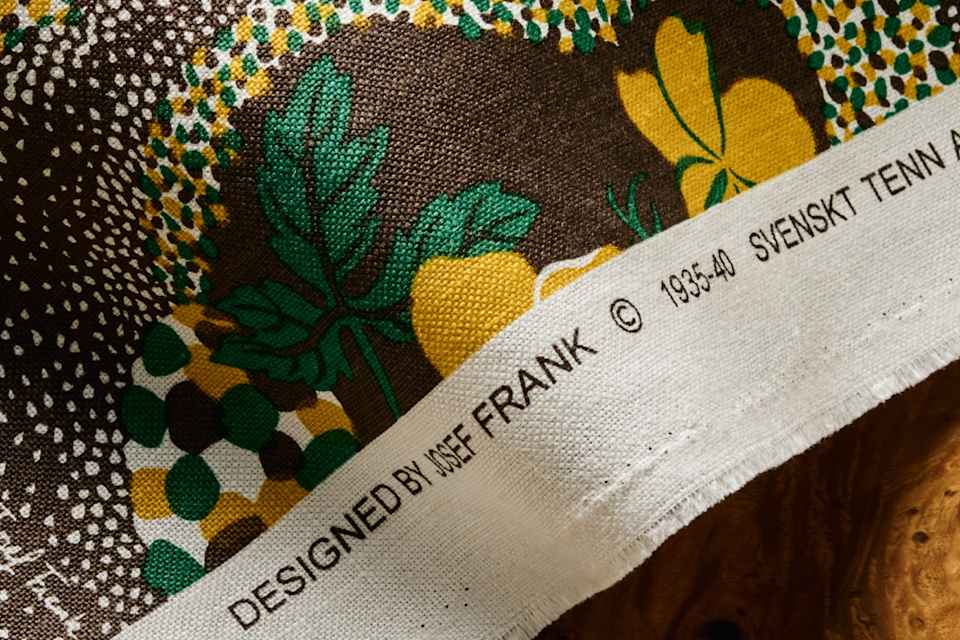 DESIGNED BY JOSEF FRANK © 1935-40 SVENSKT TENN A